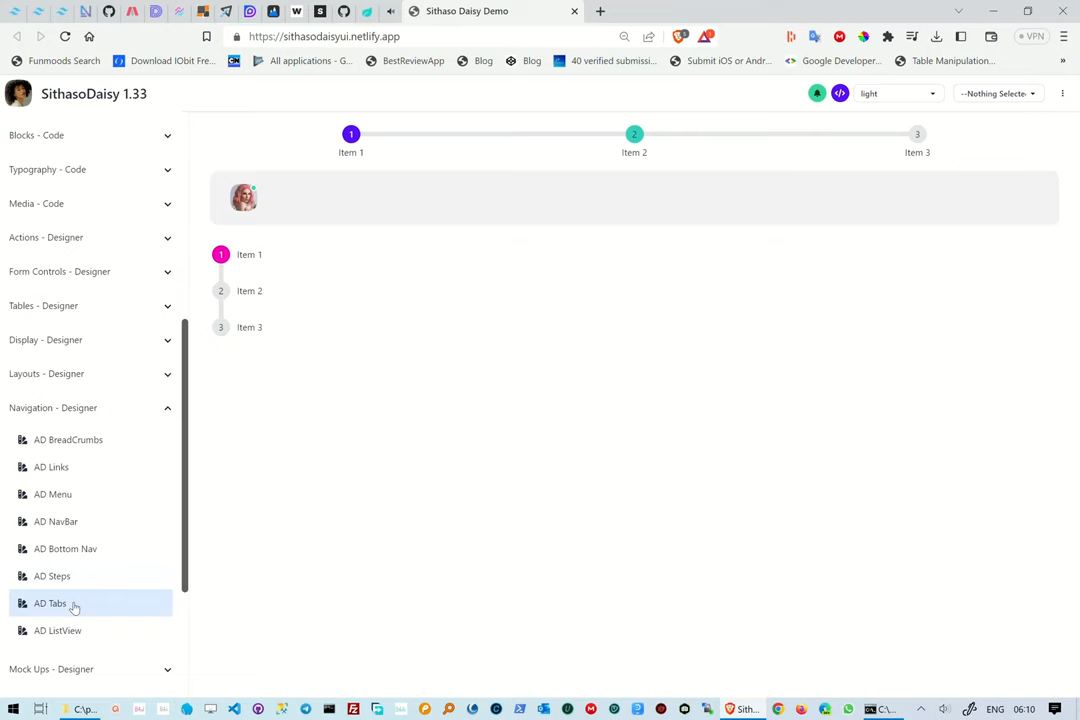 Sithaso Daisy Demo
https://sithasodaisyui.netlify.app
VPN
Funmoods Search
Download IObit Fre...
All applications - G...
BestReviewApp
Blog
Blog
40 verified submissi...
Submit iOS or Andr...
Google Developer...
Table Manipulation...
SithasoDaisy 1.33
light
--Nothing Selecte
Blocks - Code
Typography - Code
Media - Code
Actions - Designer
Form Controls - Designer
Tables - Designer
Display - Designer
Layouts - Designer
Navigation - Designer
AD BreadCrumbs
AD Links
AD Menu
AD NavBar
AD Bottom Nav
AD Steps
AD Tabs
AD ListView
Mock Ups - Designer
1
2
3
Item 1
Item 2
Item 3
1 Item 1
2 Item 2
3 Item 3
C:\p...
Sith...
C:\...
ENG
06:10